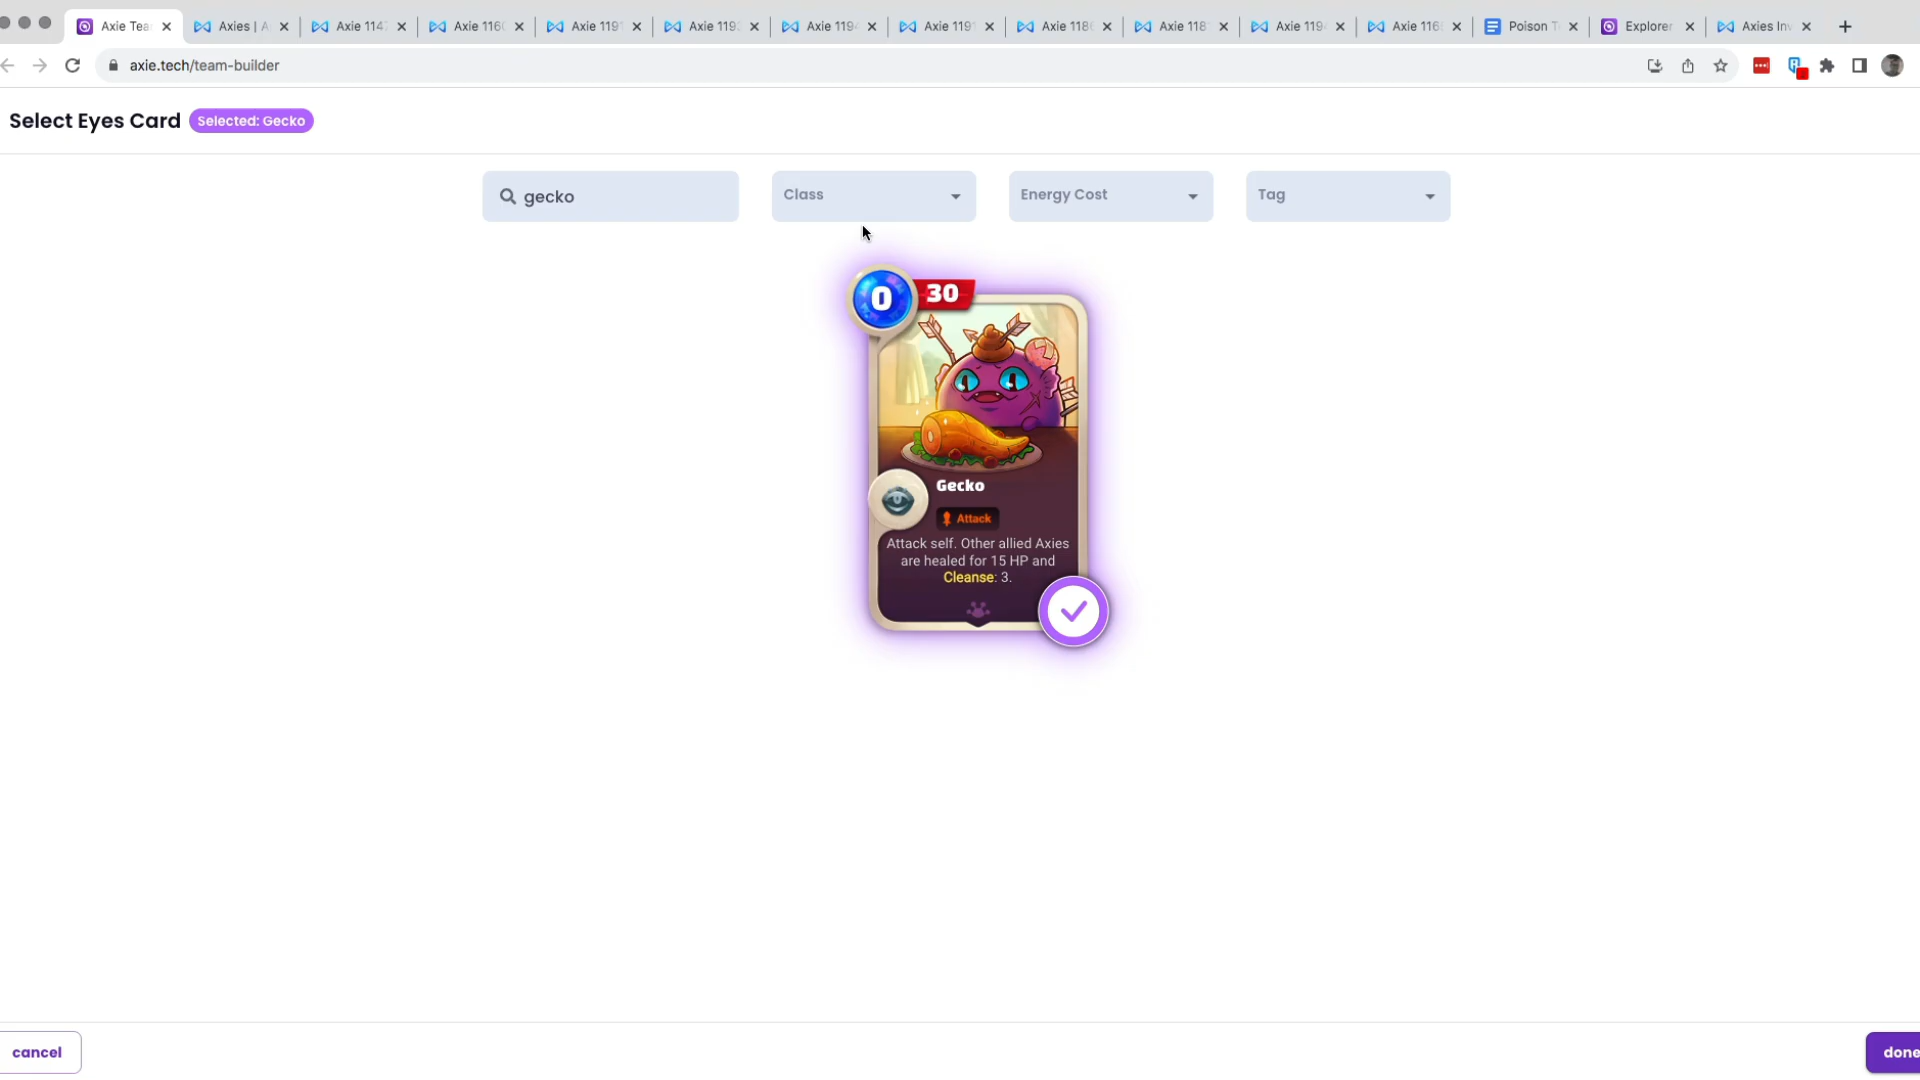 Axie Tea
Axies | A
Axie 114
Axie 116
Axie 119
Axie 119
Axie 119
Axie 119
Axie 118
Axie 118
Axie 119
Axie 116
Poison T
Explorer
Axies Inv
axie.tech/team-builder
Select Eyes Card
Selected: Gecko
gecko
Class
Energy Cost
Tag
0
30
Gecko
Attack
Attack self. Other allied Axies
are healed for 15 HP and
Cleanse: 3.
cancel
done